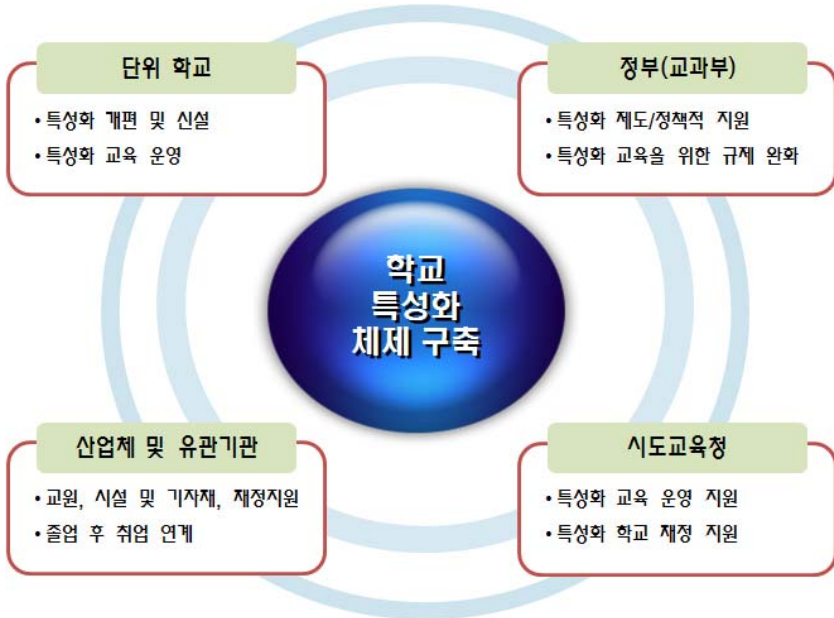 단위 학교
• 특성화 개편 및 신설
• 특성화 교육 운영
정부(교과부)
• 특성화 제도/정책적 지원
• 특성화 교육을 위한 규제 완화
학교
특성화
체제 구축
산업체 및 유관기관
• 교원, 시설 및 기자재, 재정지원
• 졸업 후 취업 연계
시도교육청
• 특성화 교육 운영 지원
• 특성화 학교 재정 지원